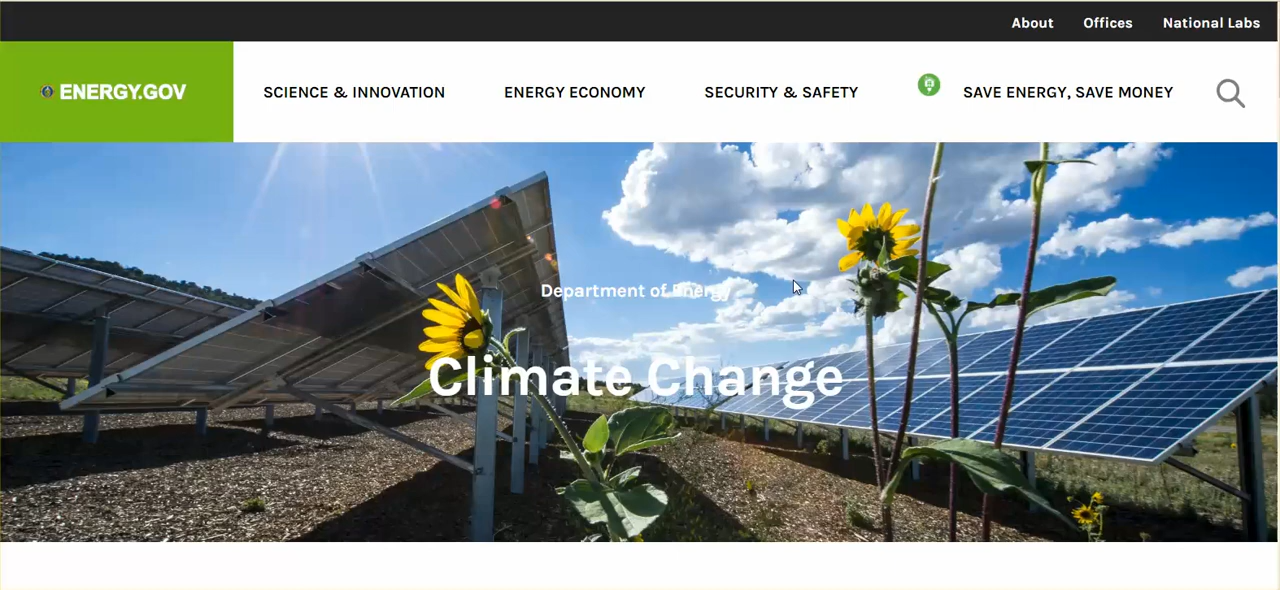 About Offices National Labs
ENERGY.GOV SCIENCE & INNOVATION ENERGY ECONOMY SECURITY & SAFETY SAVE ENERGY, SAVE MONEY
Department of Energy
Climate Change